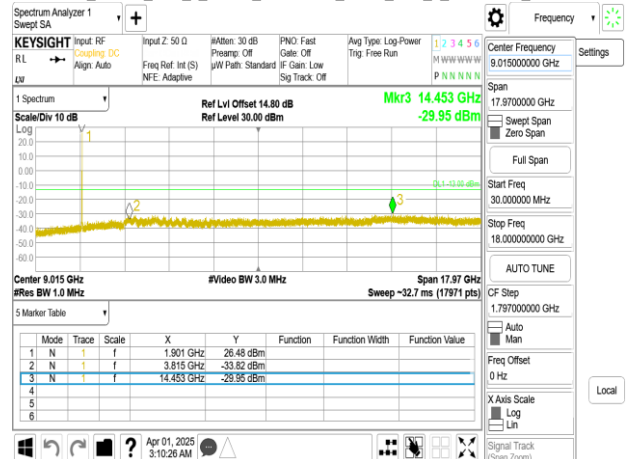 Spectrum Analyzer 1
Swept SA
Frequency
KEYSIGHT
RL
Input: RF
Coupling: DC
Align: Auto
Input Z: 50 Ω
Freq Ref: Int (S)
NFE: Adaptive
#Atten: 30 dB
Preamp: Off
µW Path: Standard
PNO: Fast
Gate: Off
IF Gain: Low
Sig Track: Off
Avg Type: Log-Power
Trig: Free Run
1 2 3 4 5 6
M W W W W W
P N N N N N
Center Frequency
9.015000000 GHz
Settings
1 Spectrum
Scale/Div 10 dB
Ref Lvl Offset 14.80 dB
Ref Level 30.00 dBm
Mkr3 14.453 GHz
-29.95 dBm
Span
17.9700000 GHz
Swept Span
Zero Span
Log
20.0
10.0
0.00
-10.0
-20.0
-30.0
-40.0
-50.0
-60.0
1
2
3
DL1 -13.00 dBm
Full Span
Start Freq
30.000000 MHz
Stop Freq
18.000000000 GHz
AUTO TUNE
Center 9.015 GHz
#Res BW 1.0 MHz
#Video BW 3.0 MHz
Span 17.97 GHz
Sweep ~32.7 ms (17971 pts)
CF Step
1.797000000 GHz
Auto
Man
5 Marker Table
Mode Trace Scale X Y Function Function Width Function Value
1 N 1 f 1.901 GHz 26.48 dBm
2 N 1 f 3.815 GHz -33.82 dBm
3 N 1 f 14.453 GHz -29.95 dBm
4
5
6
Freq Offset
0 Hz
X Axis Scale
Log
Lin
Local
Signal Track
(Span Zoom)
?
Apr 01, 2025
3:10:26 AM